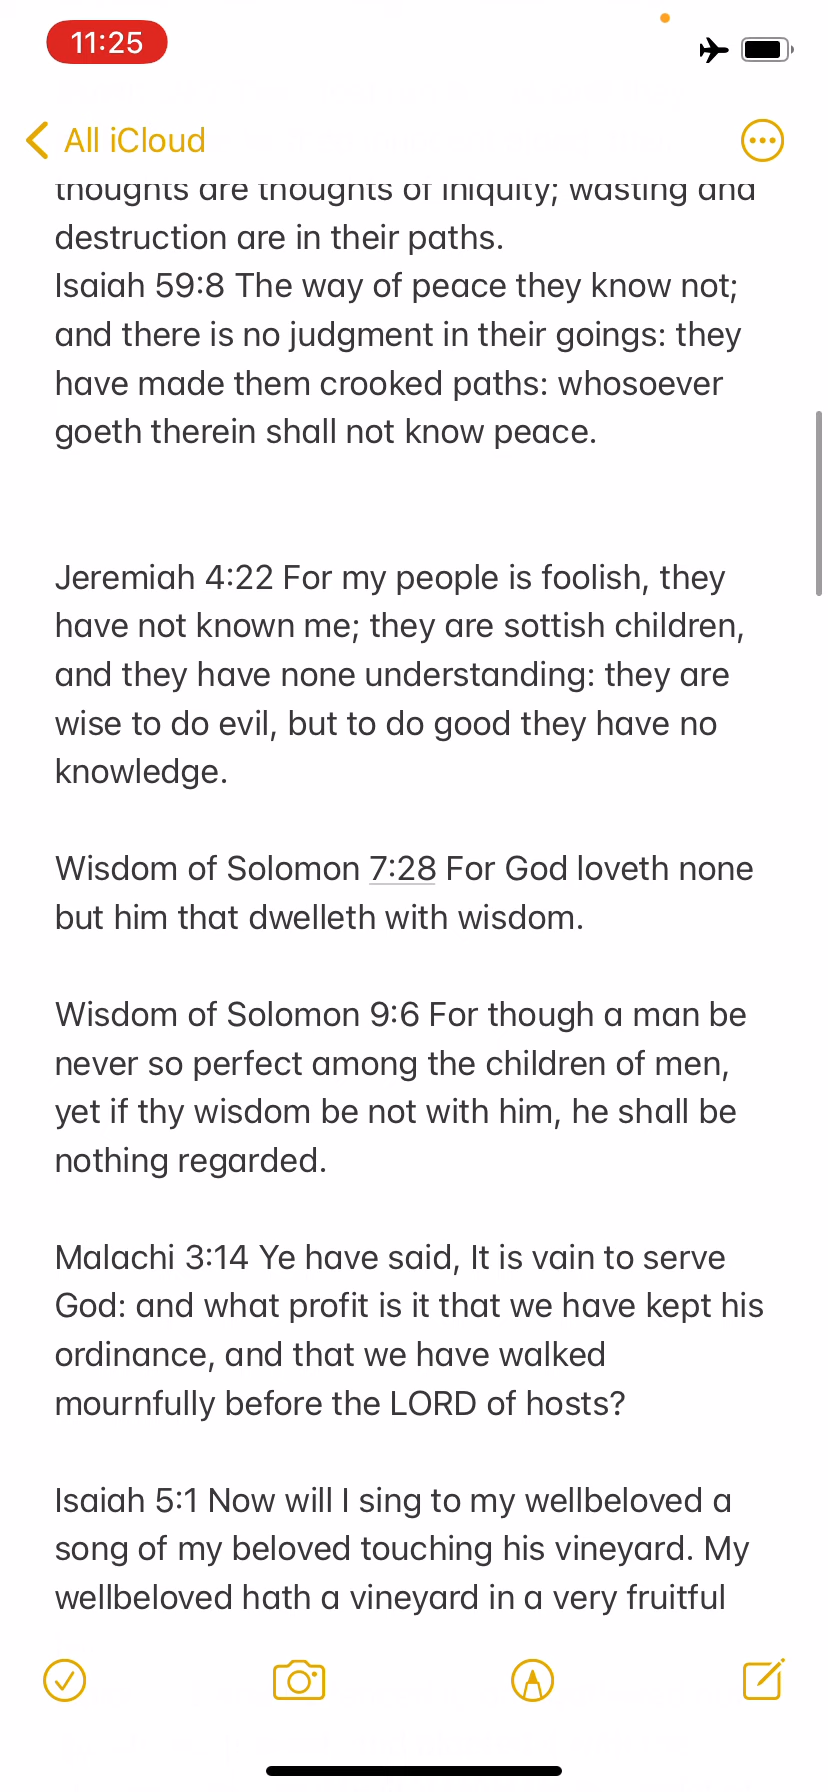 11:25
All iCloud
thoughts are thoughts of iniquity; wasting and
destruction are in their paths.
Isaiah 59:8 The way of peace they know not;
and there is no judgment in their goings: they
have made them crooked paths: whosoever
goeth therein shall not know peace.
Jeremiah 4:22 For my people is foolish, they
have not known me; they are sottish children,
and they have none understanding: they are
wise to do evil, but to do good they have no
knowledge.
Wisdom of Solomon 7:28 For God loveth none
but him that dwelleth with wisdom.
Wisdom of Solomon 9:6 For though a man be
never so perfect among the children of men,
yet if thy wisdom be not with him, he shall be
nothing regarded.
Malachi 3:14 Ye have said, It is vain to serve
God: and what profit is it that we have kept his
ordinance, and that we have walked
mournfully before the LORD of hosts?
Isaiah 5:1 Now will I sing to my wellbeloved a
song of my beloved touching his vineyard. My
wellbeloved hath a vineyard in a very fruitful